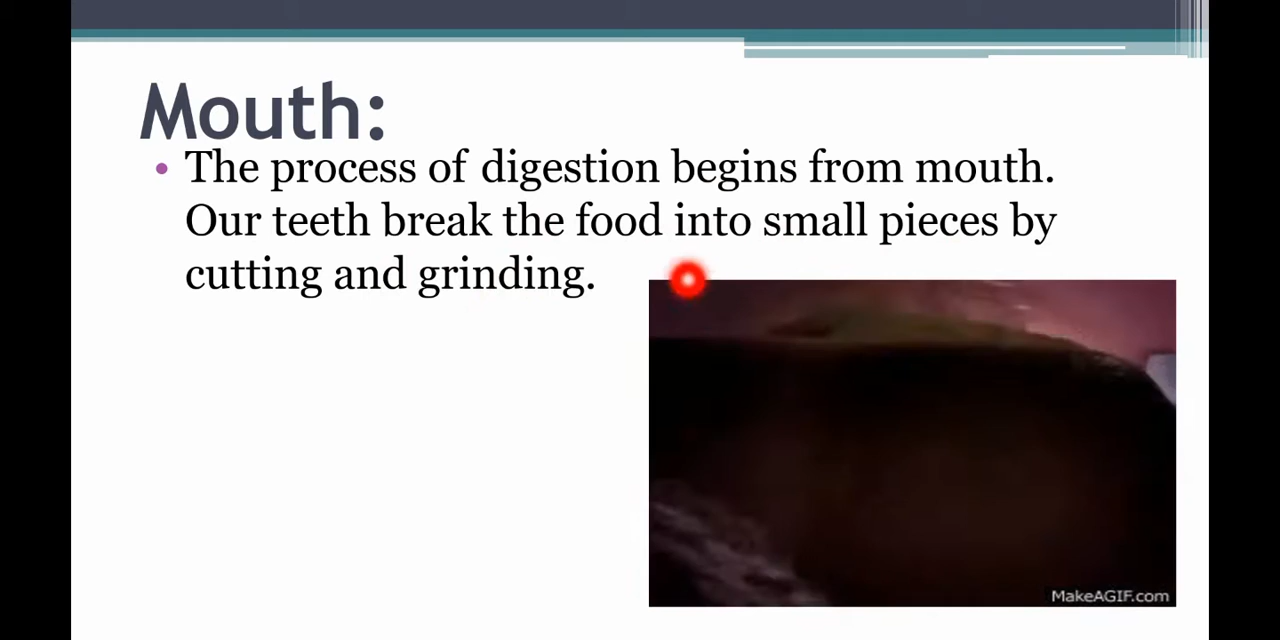 Mouth:
• The process of digestion begins from mouth.
Our teeth break the food into small pieces by
cutting and grinding.
MakeAGIF.com